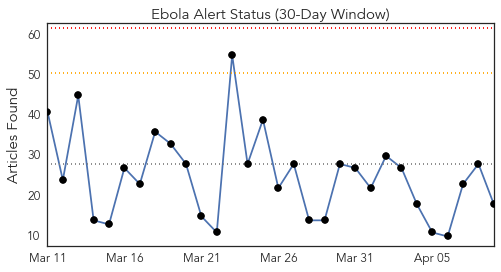 Ebola Alert Status (30-Day Window)
Articles Found
60
50
40
30
20
10
Mar 11 Mar 16 Mar 21 Mar 26 Mar 31 Apr 05